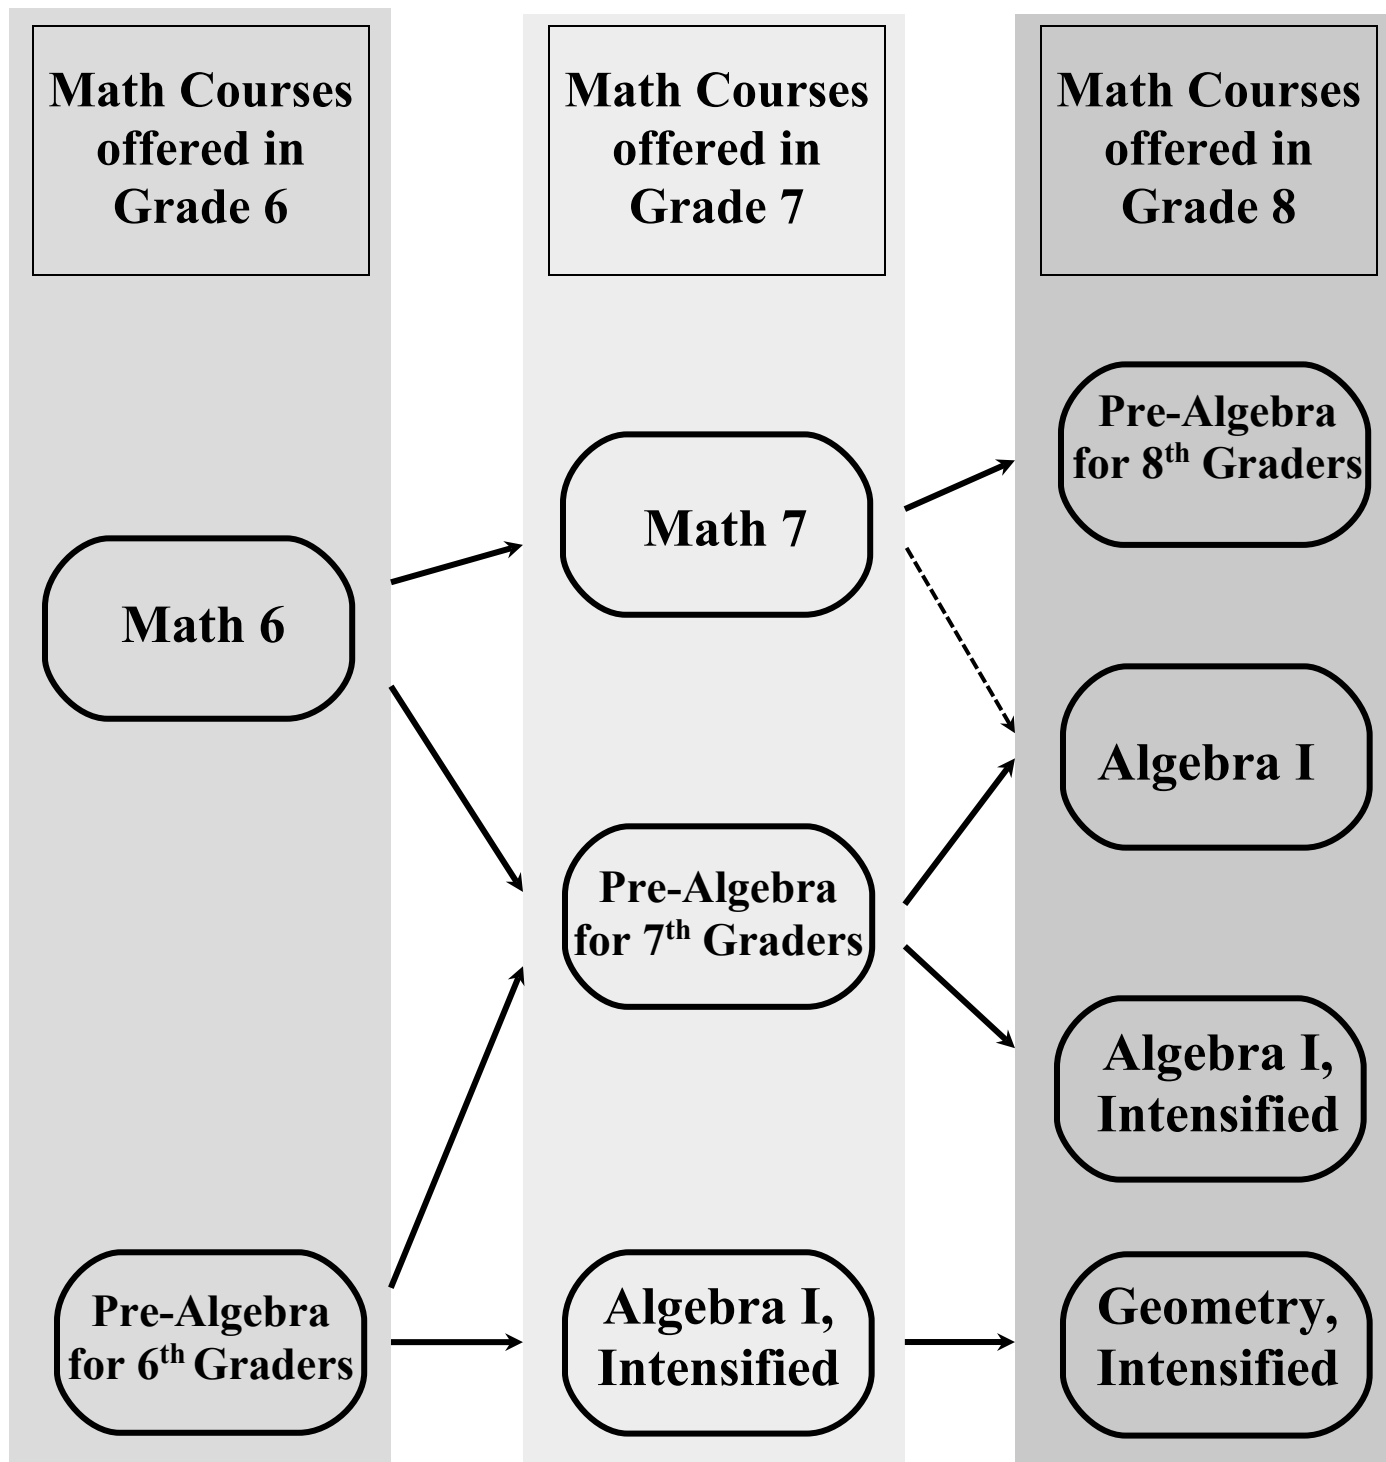 Math Courses
offered in
Grade 6
Math 6
Pre-Algebra
for 6th Graders
Math Courses
offered in
Grade 7
Math 7
Pre-Algebra
for 7th Graders
Algebra I,
Intensified
Math Courses
offered in
Grade 8
Pre-Algebra
for 8th Graders
Algebra I
Algebra I,
Intensified
Geometry,
Intensified